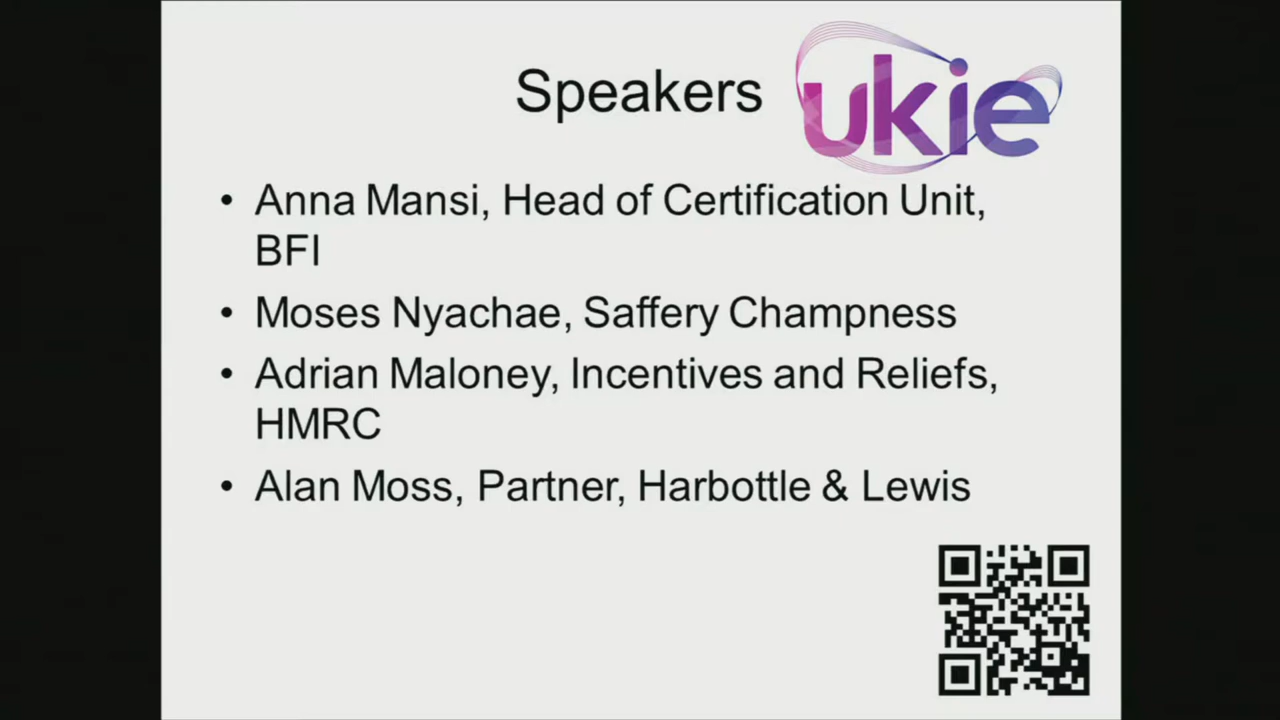 Speakers
ukie
• Anna Mansi, Head of Certification Unit,
BFI
• Moses Nyachae, Saffery Champness
• Adrian Maloney, Incentives and Reliefs,
HMRC
• Alan Moss, Partner, Harbottle & Lewis